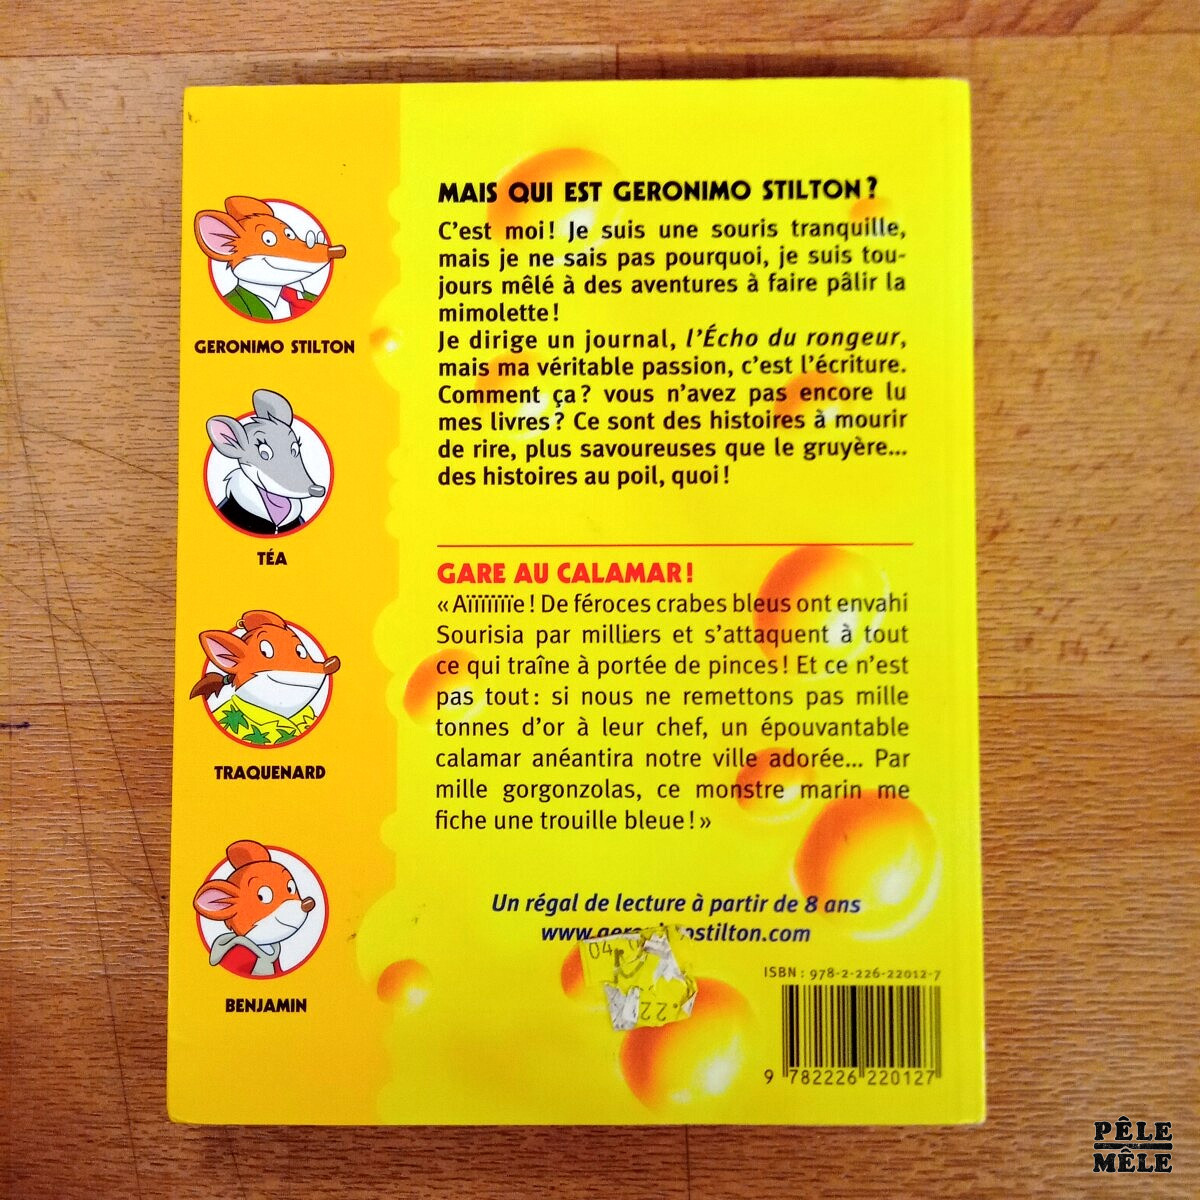 MAIS QUI EST GERONIMO STILTON ?
C'est moi ! Je suis une souris tranquille,
mais je ne sais pas pourquoi, je suis tou-
jours mêlé à des aventures à faire pâlir la
mimolette !
Je dirige un journal, l'Écho du rongeur,
mais ma véritable passion, c'est l'écriture.
Comment ça ? vous n'avez pas encore lu
mes livres ? Ce sont des histoires à mourir
de rire, plus savoureuses que le gruyère...
des histoires au poil, quoi !
GARE AU CALAMAR !
« Aïïïïïïïe ! De féroces crabes bleus ont envahi
Sourisia par milliers et s'attaquent à tout
ce qui traîne à portée de pinces ! Et ce n'est
pas tout : si nous ne remettons pas mille
tonnes d'or à leur chef, un épouvantable
calamar anéantira notre ville adorée... Par
mille gorgonzolas, ce monstre marin me
fiche une trouille bleue ! »
Un régal de lecture à partir de 8 ans
www.geronimostilton.com
ISBN : 978-2-226-22012-7
9 782226 220127
GERONIMO STILTON
TÉA
TRAQUENARD
BENJAMIN
04
PÊLE
MÊLE